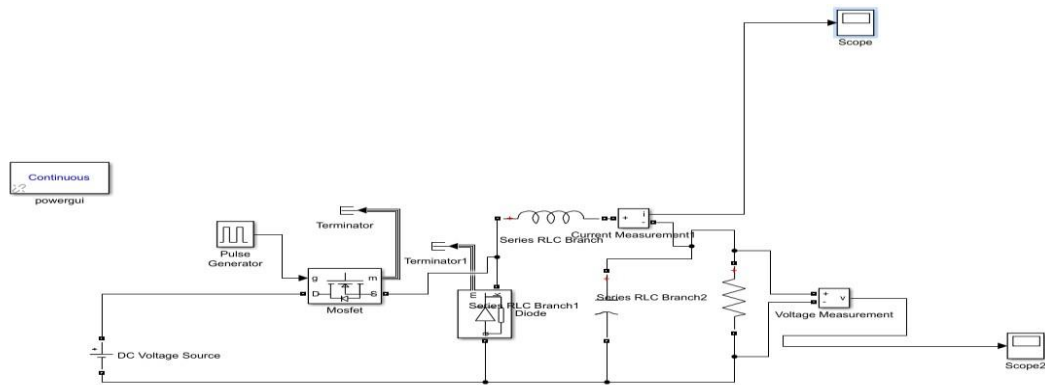 Scope
Continuous
powergui
Terminator
Pulse
Generator
Terminator1
Series RLC Branch
+
i
-
Current Measurement1
g
m
D
S
Mosfet
m
k
Series RLC Branch1
Diode
Series RLC Branch2
+
-
v
Voltage Measurement
+
DC Voltage Source
Scope2